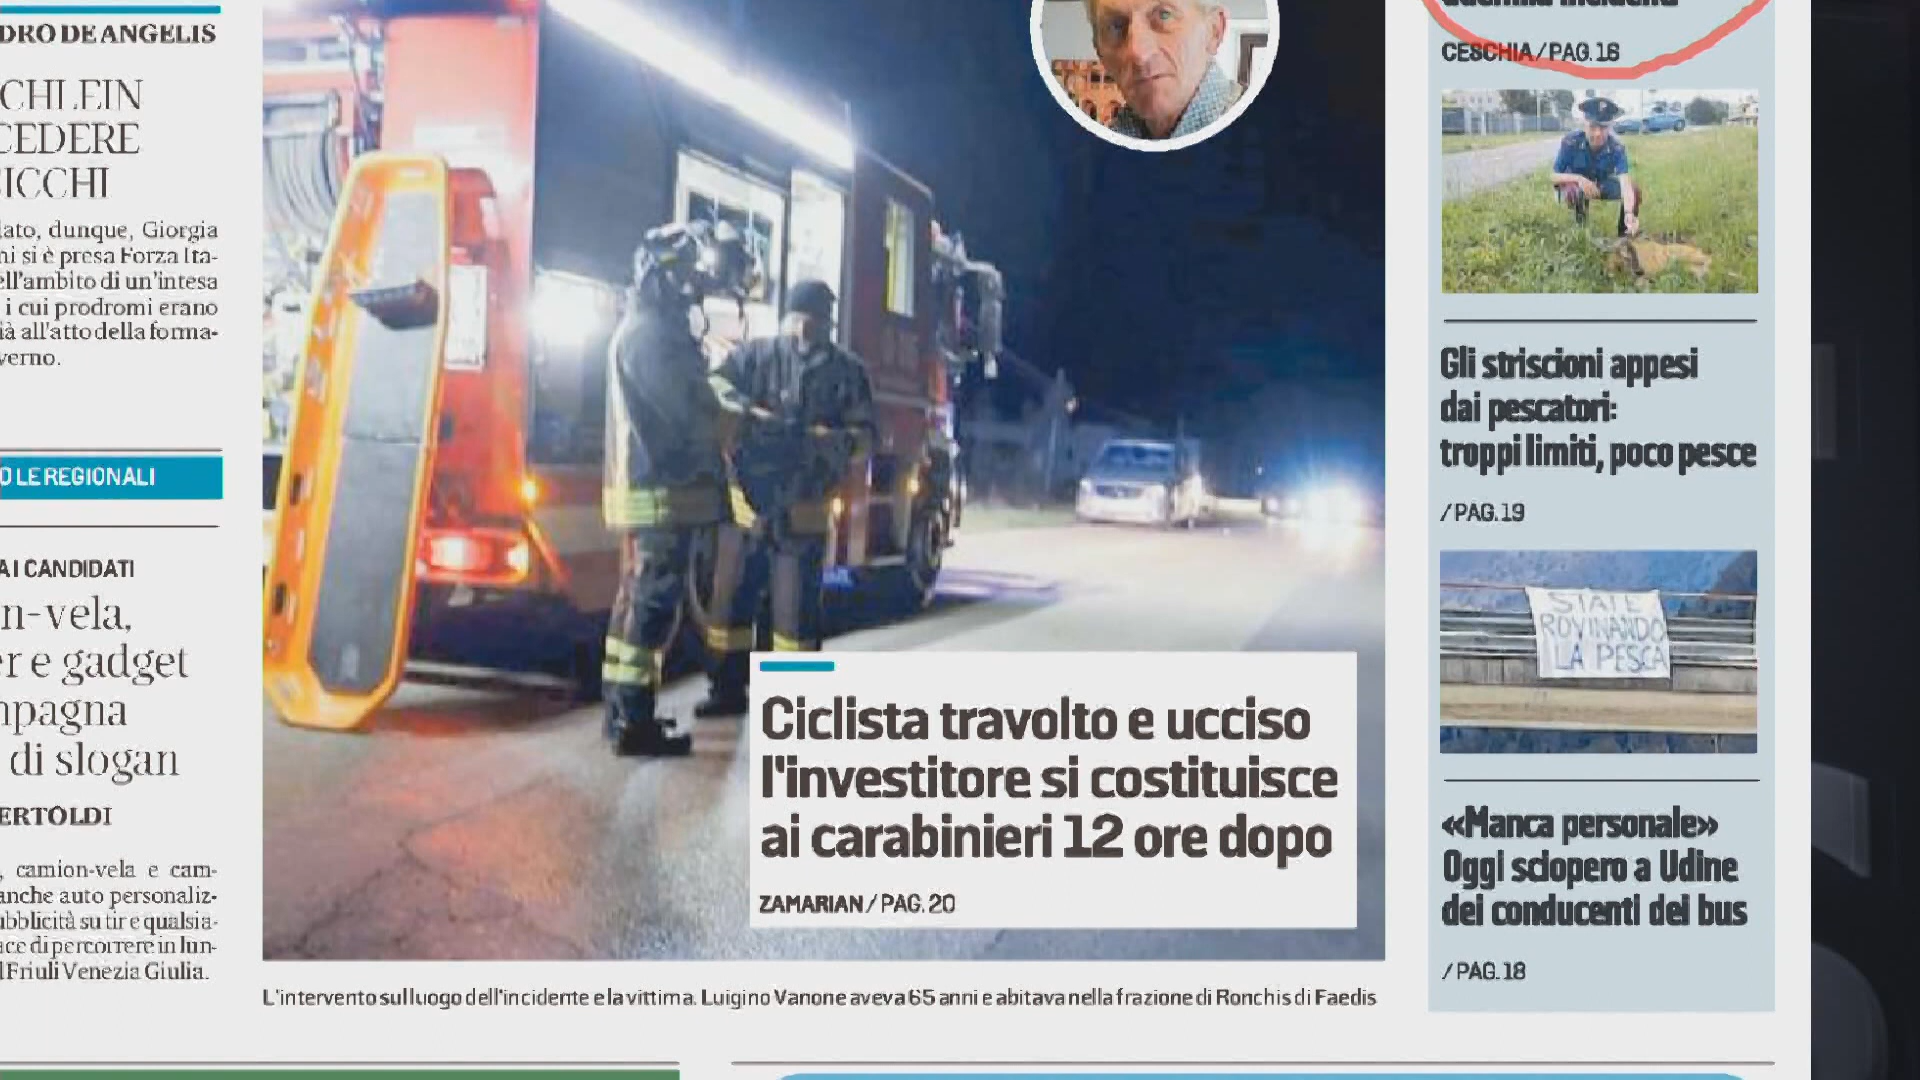 DRO DE ANGELIS
CHLEIN
CEDERE
ICCHI
lato, dunque, Giorgia
ni si è presa Forza Ita-
ell'ambito di un'intesa
i cui prodromi erano
ià all'atto della forma-
verno.
O LE REGIONALI
A I CANDIDATI
n-vela,
er e gadget
mpagna
di slogan
ERTOLDI
, camion-vela e cam-
anche auto personaliz-
ubblicità su tir e qualsia-
ace di percorrere in lun-
l Friuli Venezia Giulia.
Ciclista travolto e ucciso
l'investitore si costituisce
ai carabinieri 12 ore dopo
ZAMARIAN / PAG. 20
L'intervento sul luogo dell'incidente e la vittima. Luigino Vanone aveva 65 anni e abitava nella frazione di Ronchis di Faedis
CESCHIA / PAG. 16
Gli striscioni appesi
dai pescatori:
troppi limiti, poco pesce
/ PAG. 19
STATE
ROVINANDO
LA PESCA
«Manca personale»
Oggi sciopero a Udine
dei conducenti dei bus
/ PAG. 18